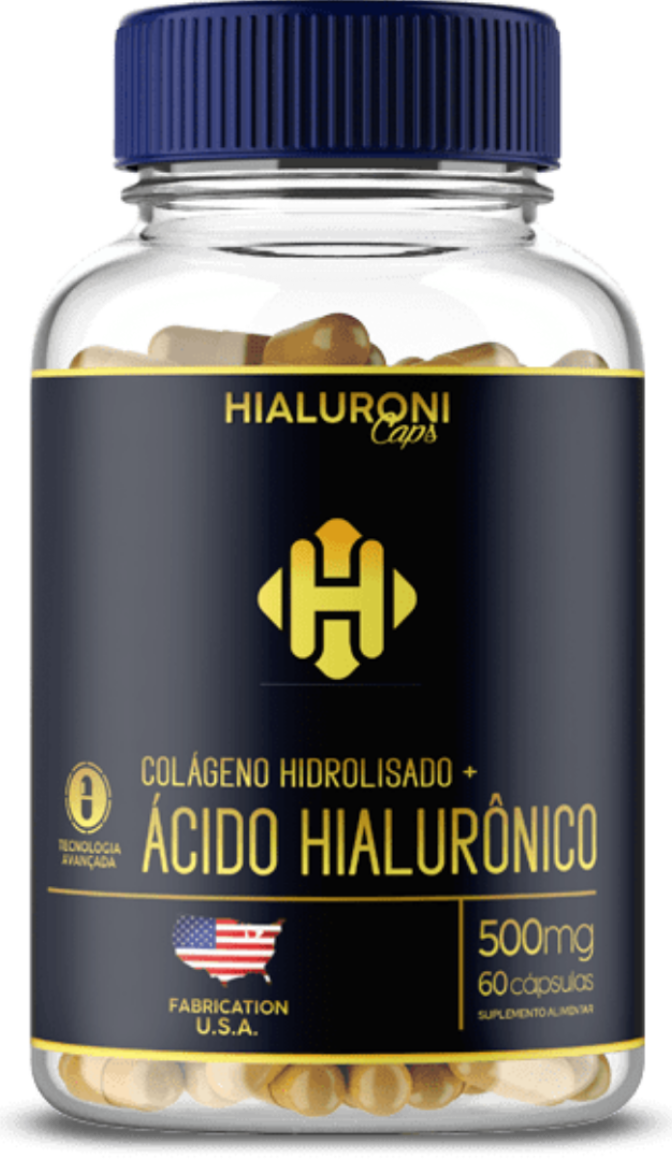 HIALURONI
Caps
H
COLÁGENO HIDROLISADO +
ÁCIDO HIALURÔNICO
TECNOLOGIA
AVANÇADA
FABRICATION
U.S.A.
500mg
60 cápsulas
SUPLEMENTO ALIMENTAR